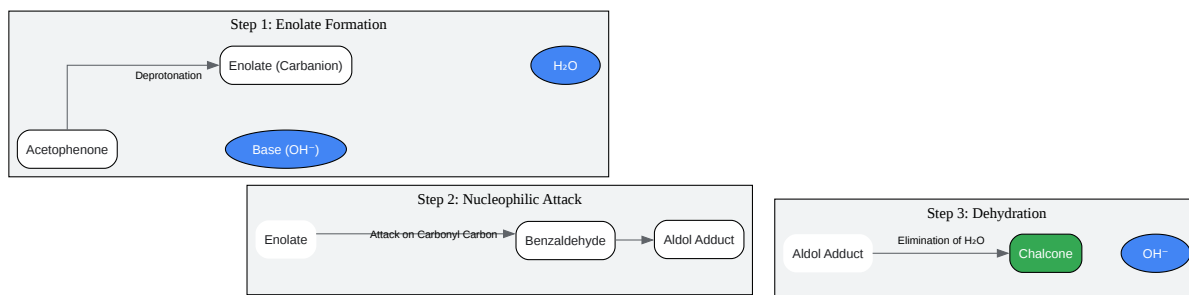 Step 1: Enolate Formation
Enolate (Carbanion)
H₂O
Deprotonation
Acetophenone
Base (OH⁻)
Step 2: Nucleophilic Attack
Enolate
Attack on Carbonyl Carbon
Benzaldehyde
Aldol Adduct
Step 3: Dehydration
Aldol Adduct
Elimination of H₂O
Chalcone
OH⁻